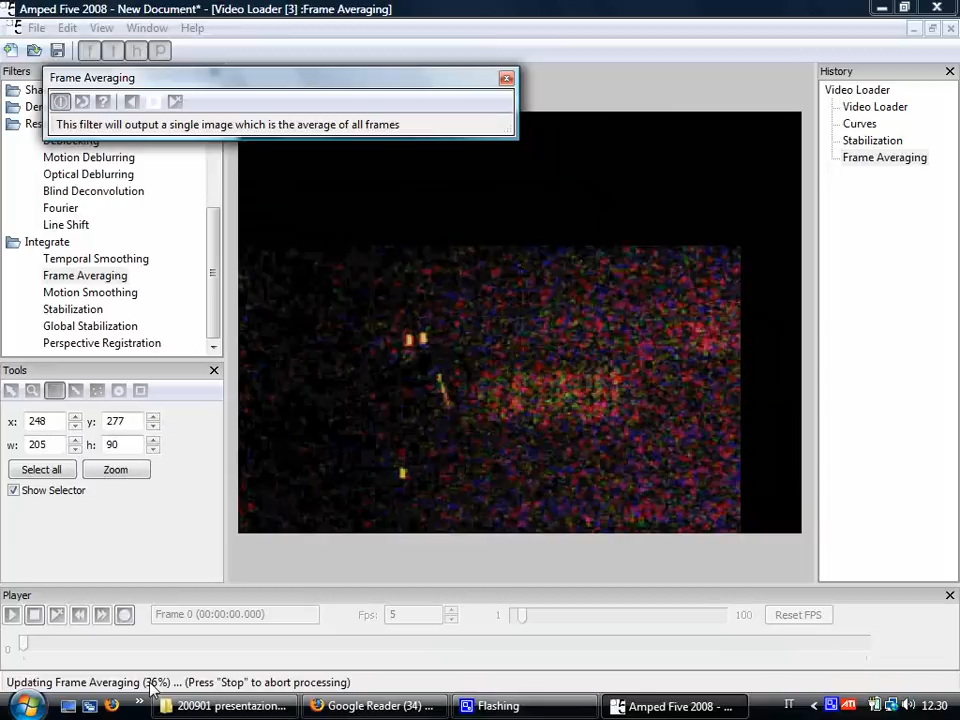 Amped Five 2008 - New Document* - [Video Loader [3] :Frame Averaging]
File Edit View Window Help
Filters
Frame Averaging
This filter will output a single image which is the average of all frames
Motion Deblurring
Optical Deblurring
Blind Deconvolution
Fourier
Line Shift
Integrate
Temporal Smoothing
Frame Averaging
Motion Smoothing
Stabilization
Global Stabilization
Perspective Registration
History
Video Loader
Video Loader
Curves
Stabilization
Frame Averaging
Tools
x: 248 y: 277
w: 205 h: 90
Select all Zoom
Show Selector
Player
Frame 0 (00:00:00.000) Fps: 5 1 100 Reset FPS
0
Updating Frame Averaging ... (Press "Stop" to abort processing)
200901 presentazion... Google Reader (34) ... Flashing Amped Five 2008 - ... IT 12.30